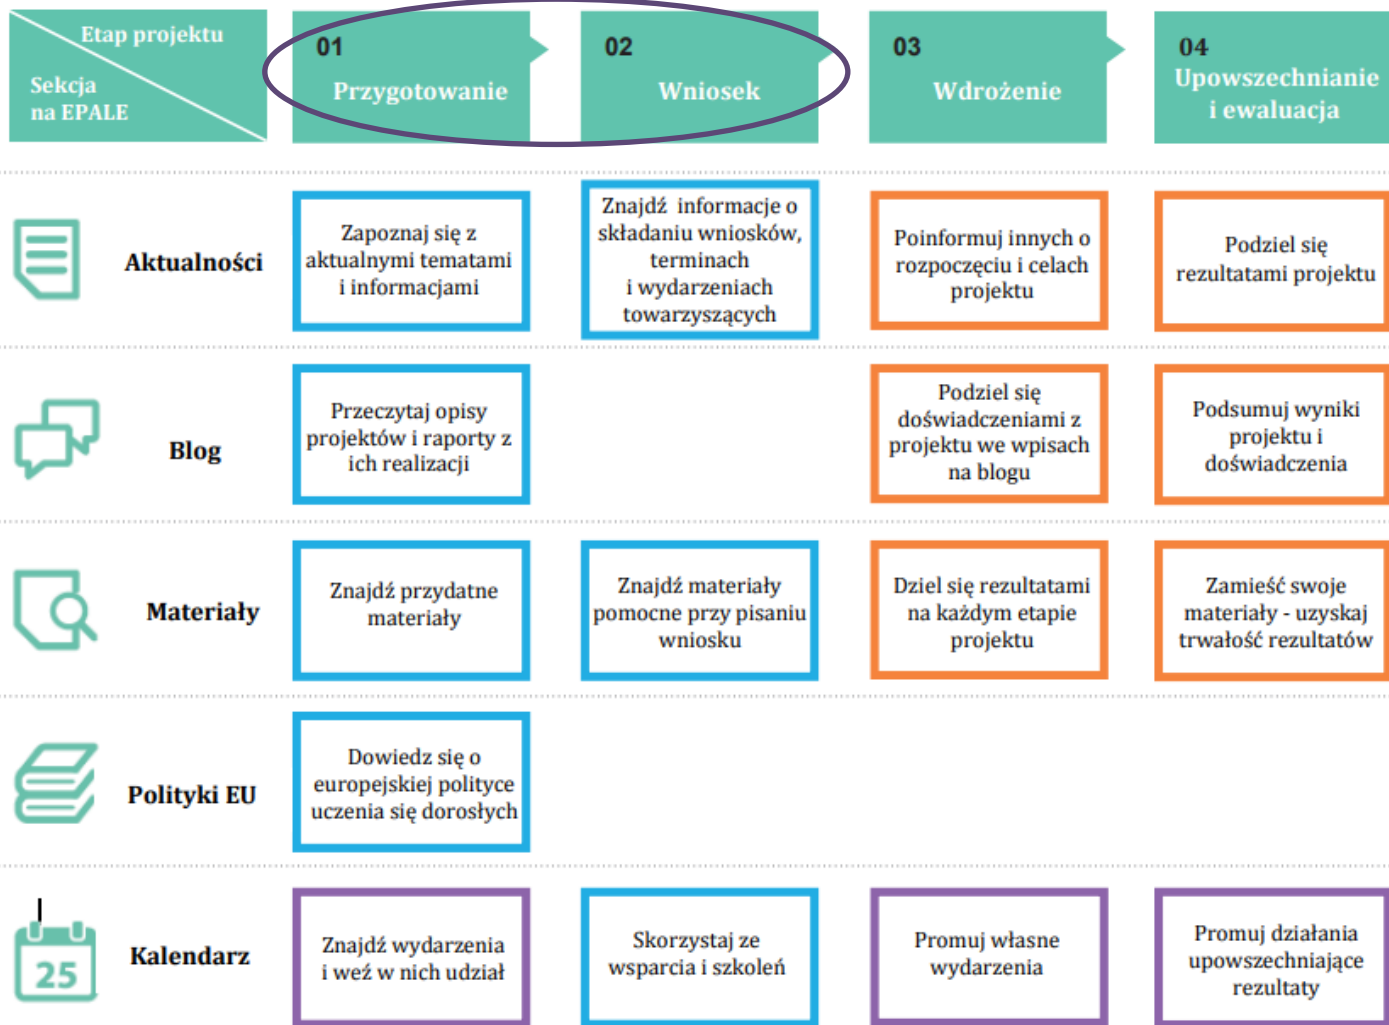 Etap projektu
Sekcja
na EPALE
01
Przygotowanie
02
Wniosek
03
Wdrożenie
04
Upowszechnianie
i ewaluacja
Aktualności
Zapoznaj się z
aktualnymi tematami
i informacjami
Znajdź informacje o
składaniu wniosków,
terminach
i wydarzeniach
towarzyszących
Poinformuj innych o
rozpoczęciu i celach
projektu
Podziel się
rezultatami projektu
Blog
Przeczytaj opisy
projektów i raporty z
ich realizacji
Podziel się
doświadczeniami z
projektu we wpisach
na blogu
Podsumuj wyniki
projektu i
doświadczenia
Materiały
Znajdź przydatne
materiały
Znajdź materiały
pomocne przy pisaniu
wniosku
Dziel się rezultatami
na każdym etapie
projektu
Zamieść swoje
materiały - uzyskaj
trwałość rezultatów
Polityki EU
Dowiedz się o
europejskiej polityce
uczenia się dorosłych
25
Kalendarz
Znajdź wydarzenia
i weź w nich udział
Skorzystaj ze
wsparcia i szkoleń
Promuj własne
wydarzenia
Promuj działania
upowszechniające
rezultaty